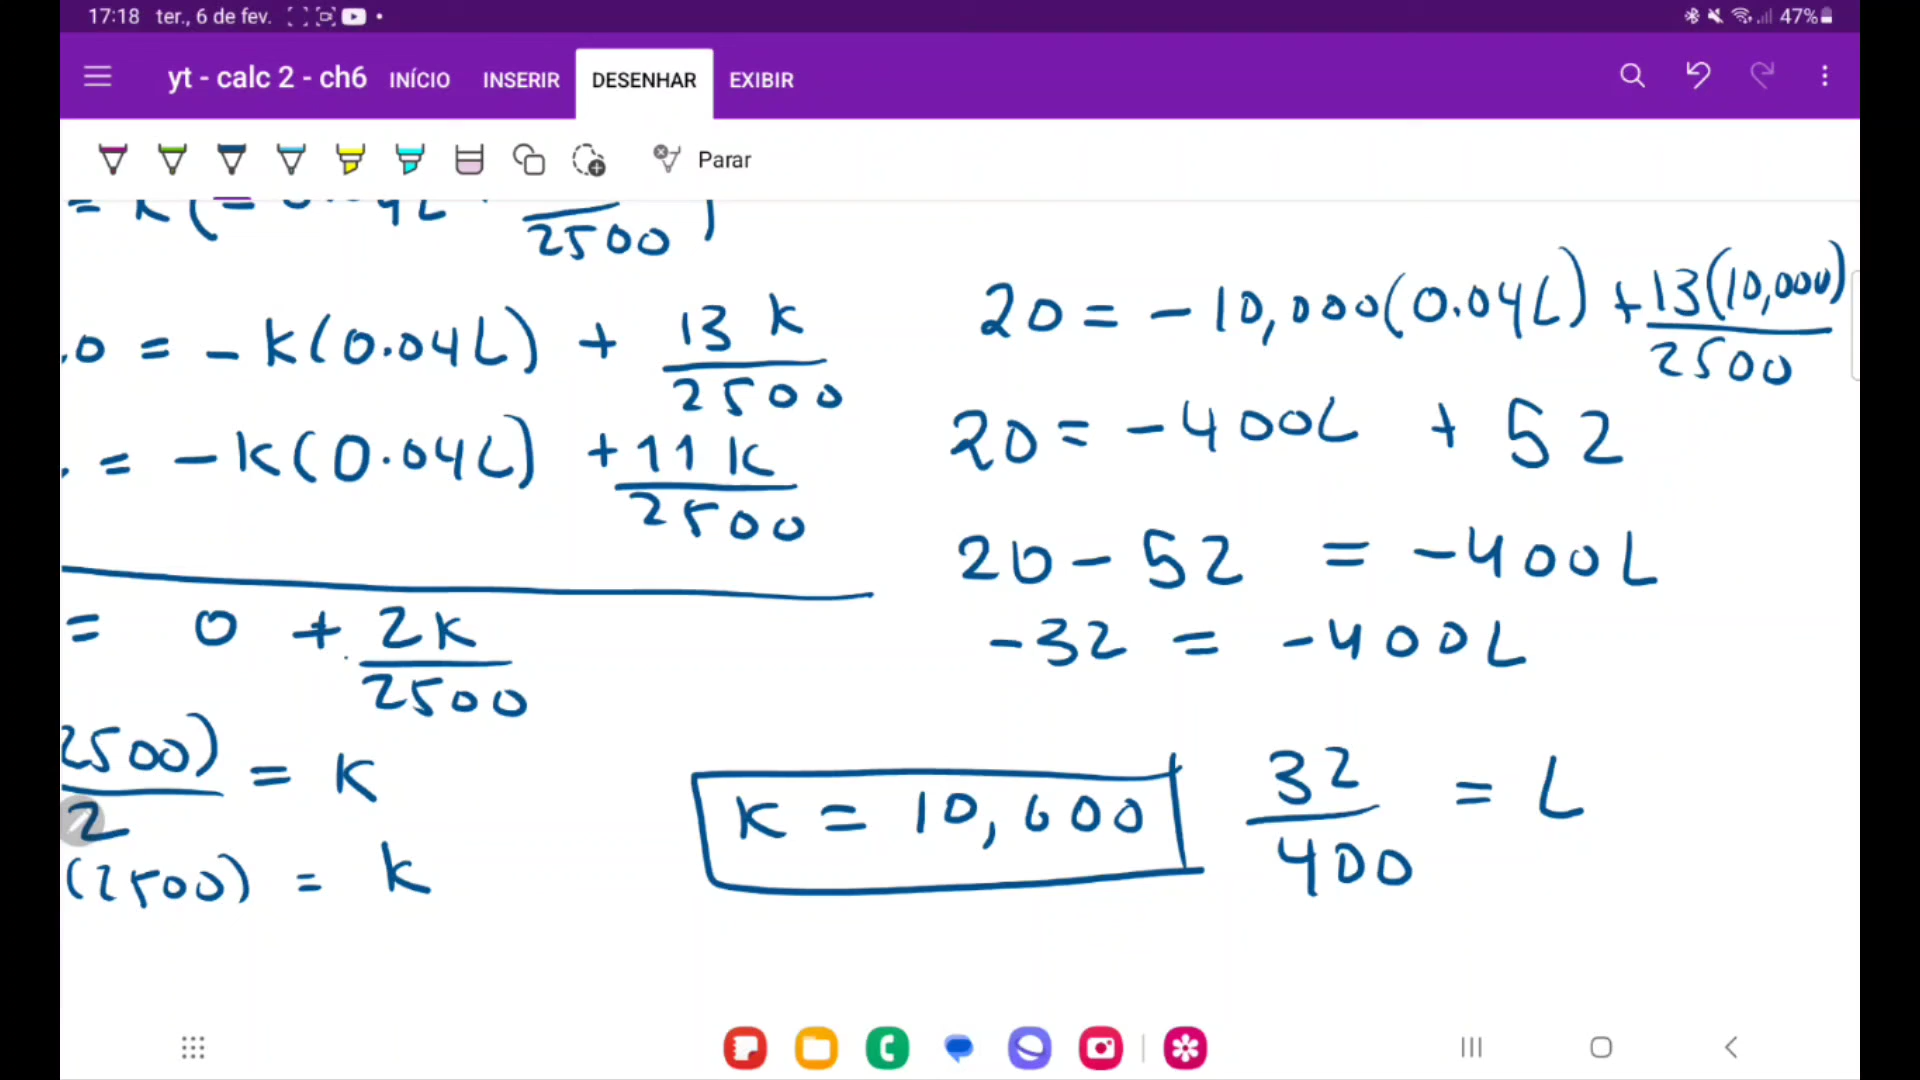 17:18 ter., 6 de fev. 47%
yt - calc 2 - ch6 INÍCIO INSERIR DESENHAR EXIBIR
Parar
2500 )
.0 = - k(0.04L) + 13 k
2500
. = - k(0.04L) + 11 k
2500
= 0 + 2k
2500
2500) = k
2
(2500) = k
20 = - 10,000(0.04L) + 13(10,000)
2500
20 = - 400L + 52
20 - 52 = - 400L
- 32 = - 400L
k = 10,000
32 = L
400